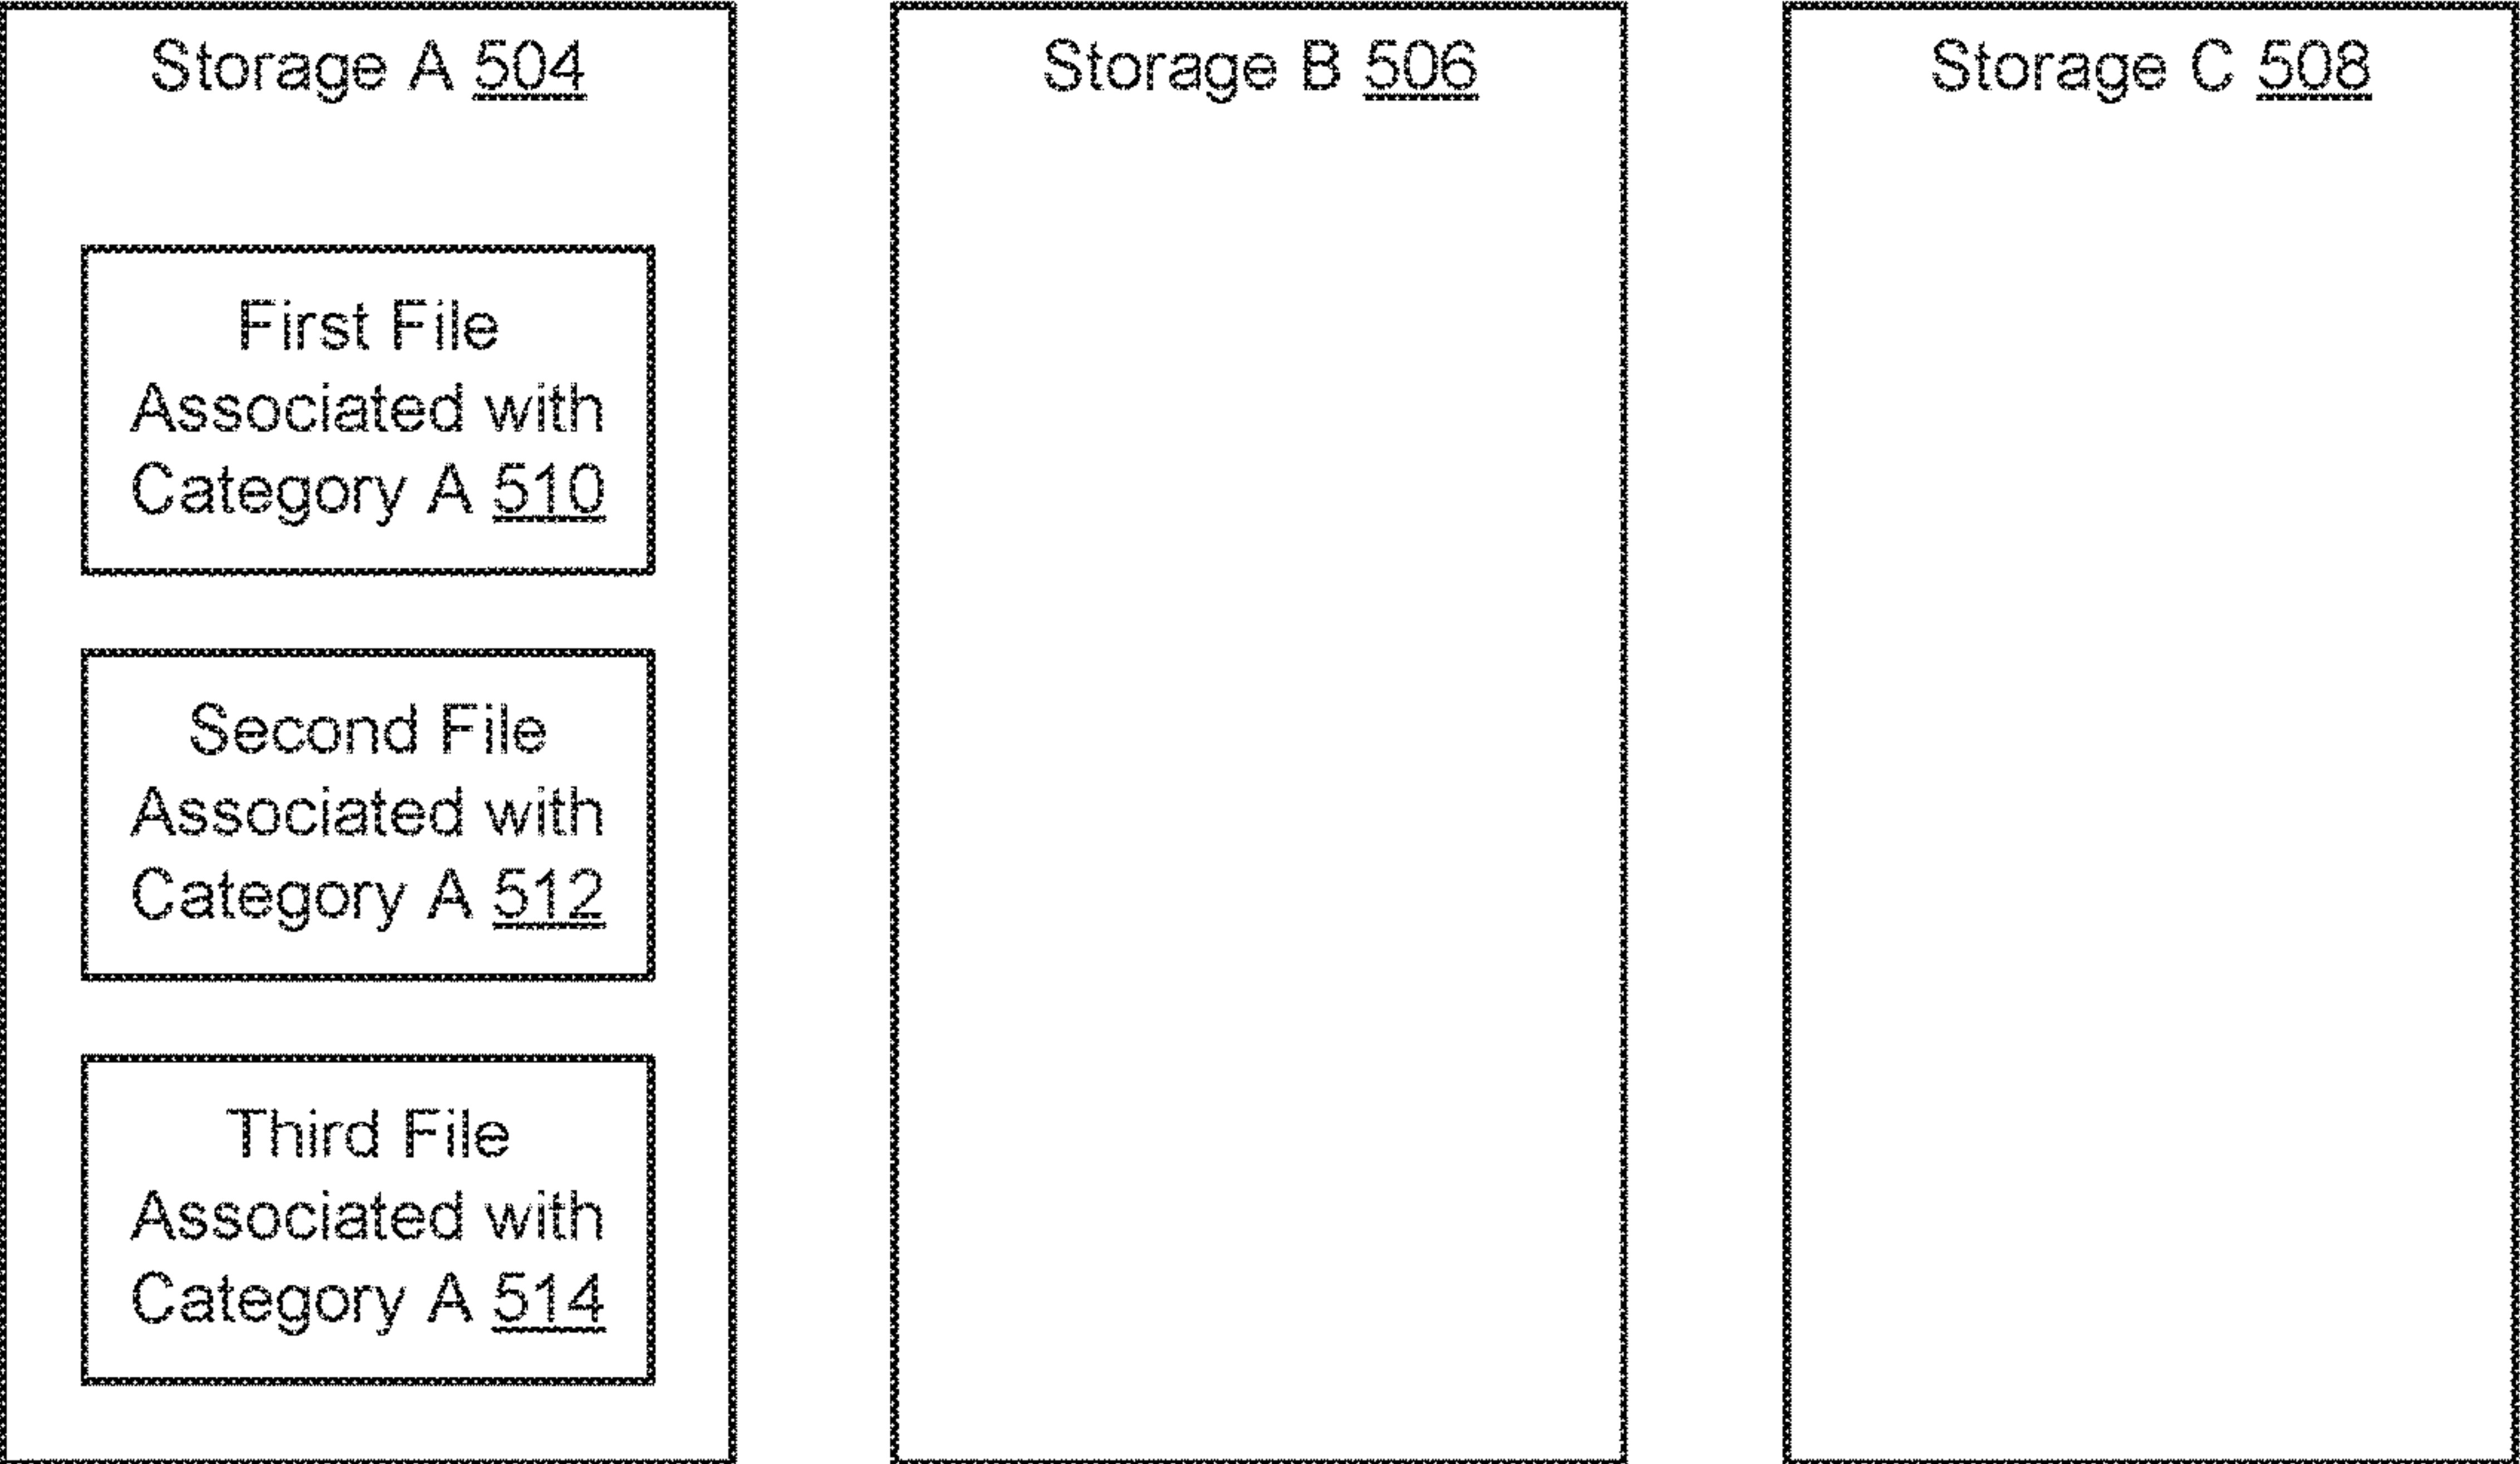 Storage A 504
First File
Associated with
Category A 510
Second File
Associated with
Category A 512
Third File
Associated with
Category A 514
Storage B 506
Storage C 508